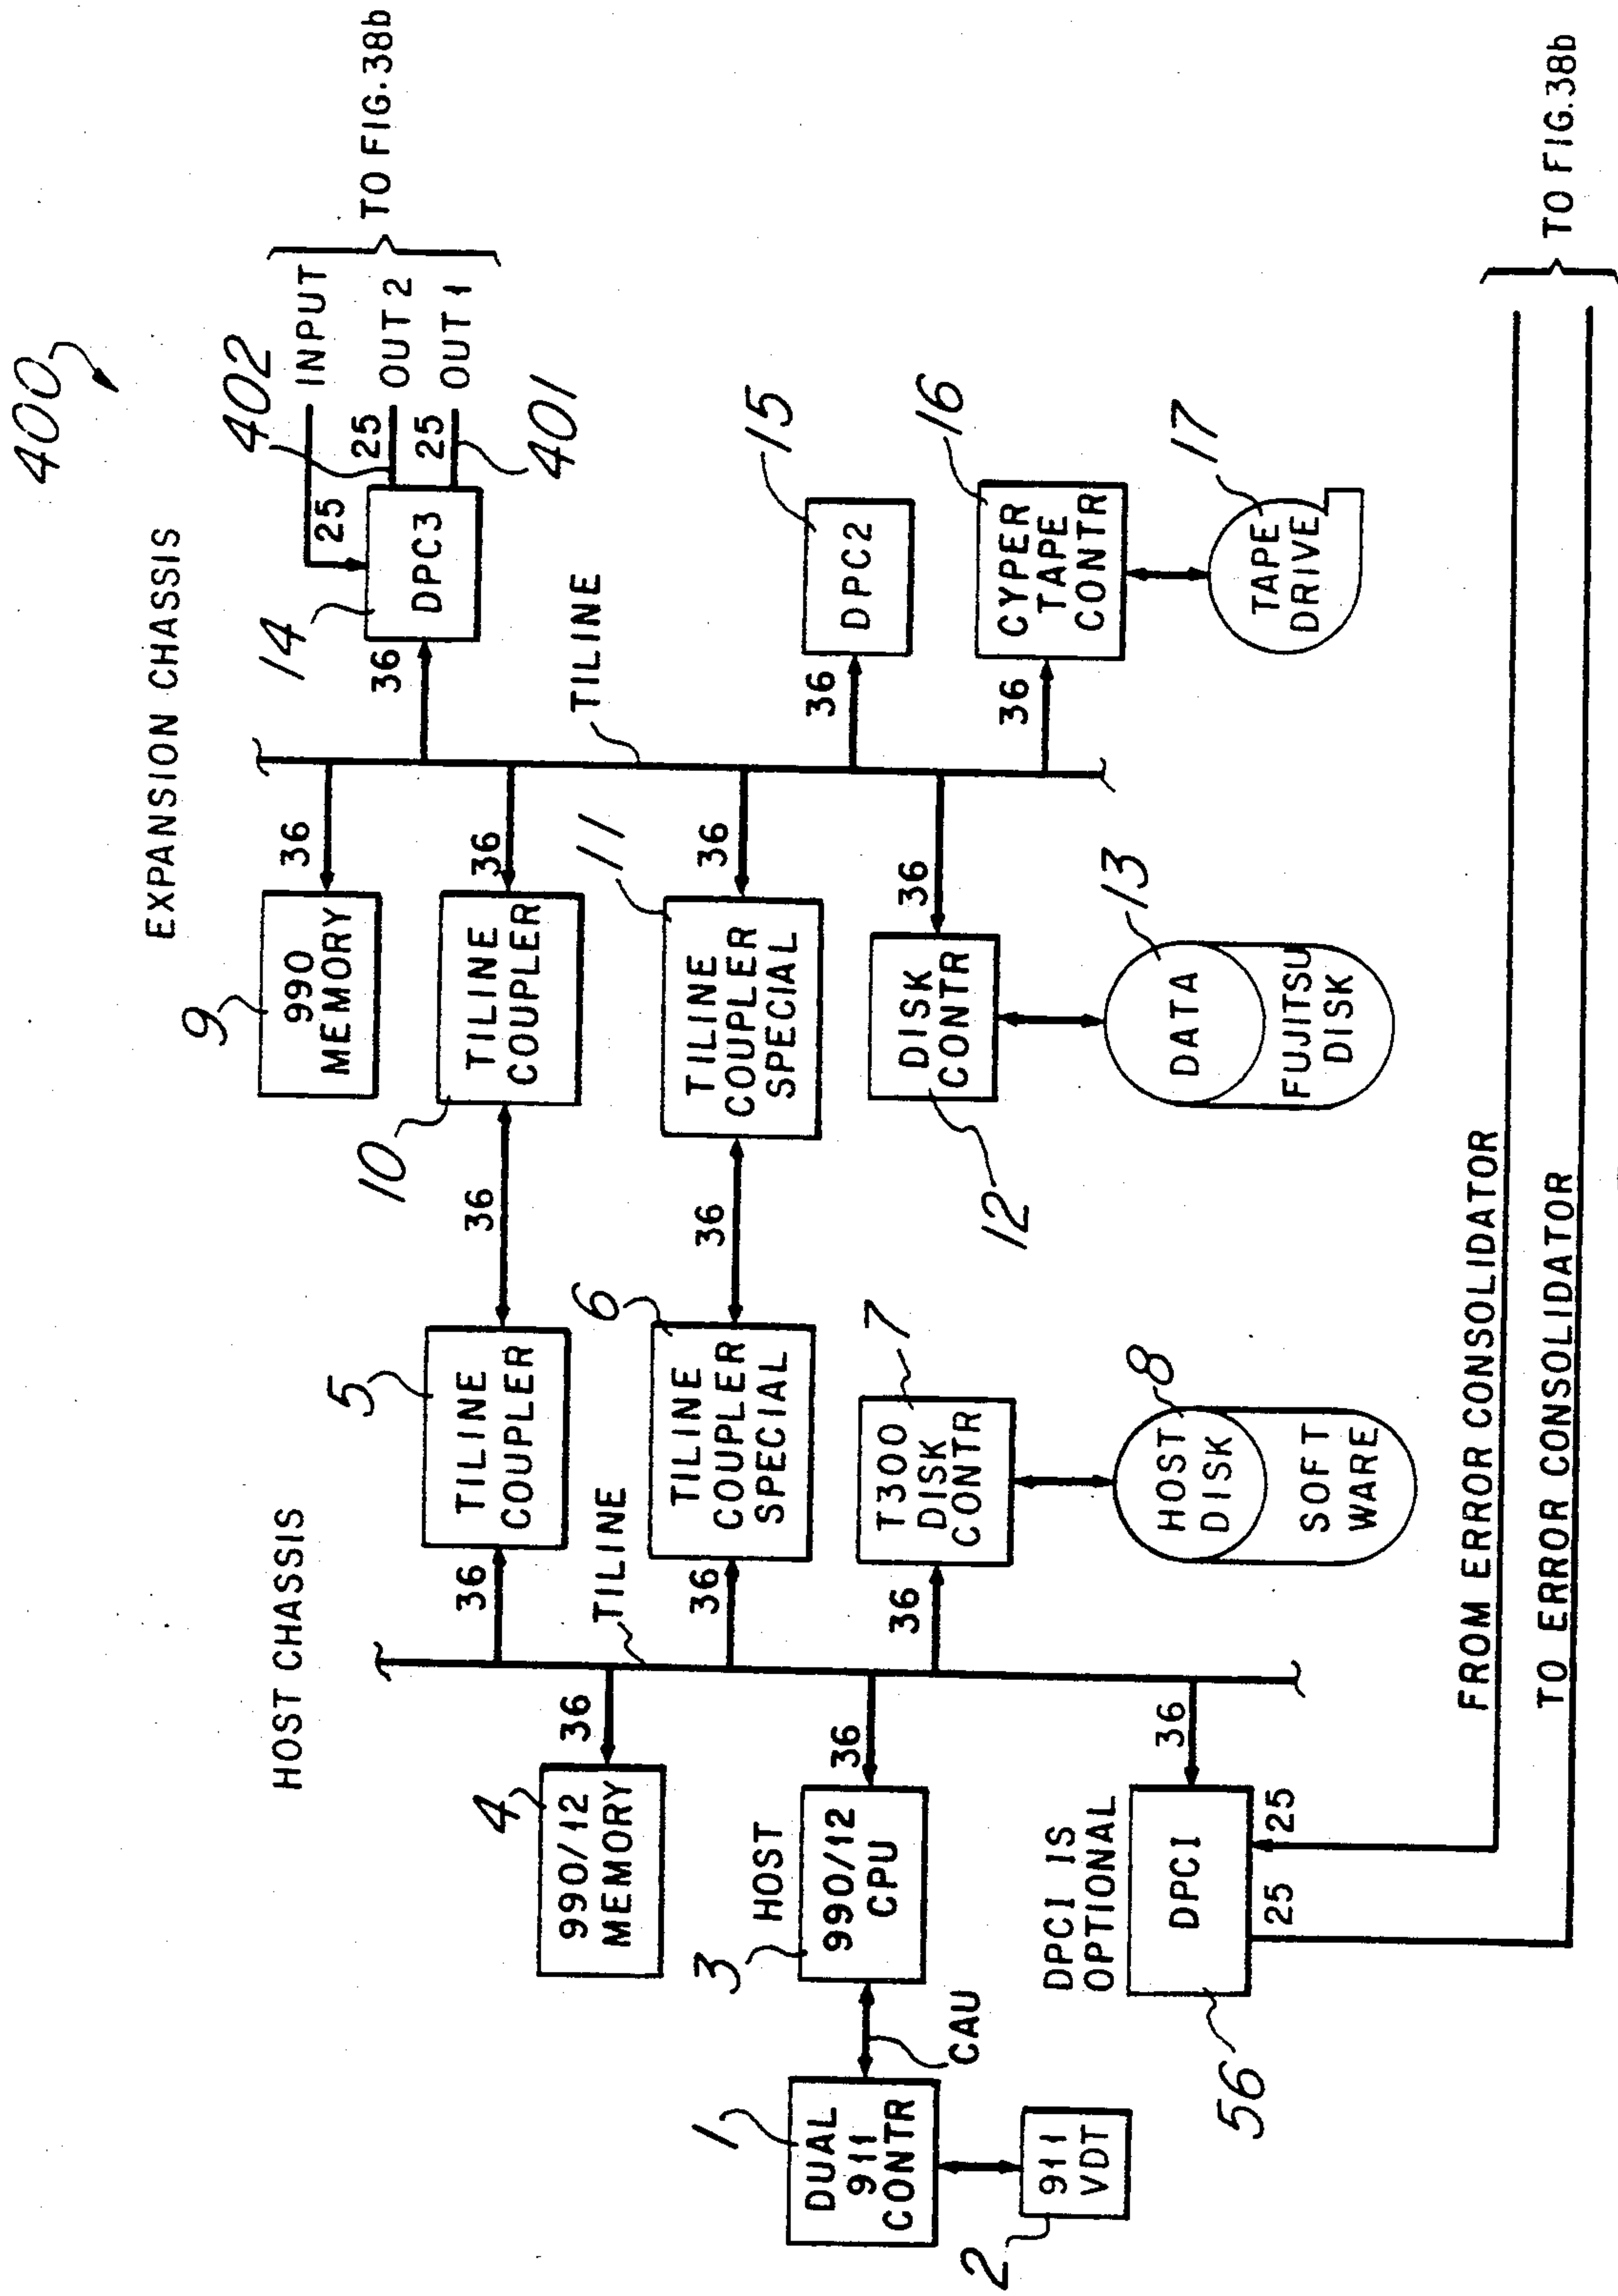 400
HOST CHASSIS
EXPANSION CHASSIS
4
990/12
MEMORY
36
5
TILINE
COUPLER
36
36
10
TILINE
COUPLER
36
9
990
MEMORY
36
14
DPC3
36
25
402
INPUT
25
OUT 2
25
OUT 1
401
TO FIG.38b
TILINE
TILINE
6
TILINE
COUPLER
SPECIAL
36
36
11
TILINE
COUPLER
SPECIAL
36
1
DUAL
911
CONTR
CAU
3
HOST
990/12
CPU
36
7
T300
DISK
CONTR
36
12
DISK
CONTR
36
15
DPC2
36
16
CYPER
TAPE
CONTR
36
2
911
VDT
DPCI IS
OPTIONAL
DPCI
36
25
25
56
8
HOST
DISK
SOFT
WARE
13
DATA
FUJITSU
DISK
17
TAPE
DRIVE
FROM ERROR CONSOLIDATOR
TO ERROR CONSOLIDATOR
TO FIG.38b